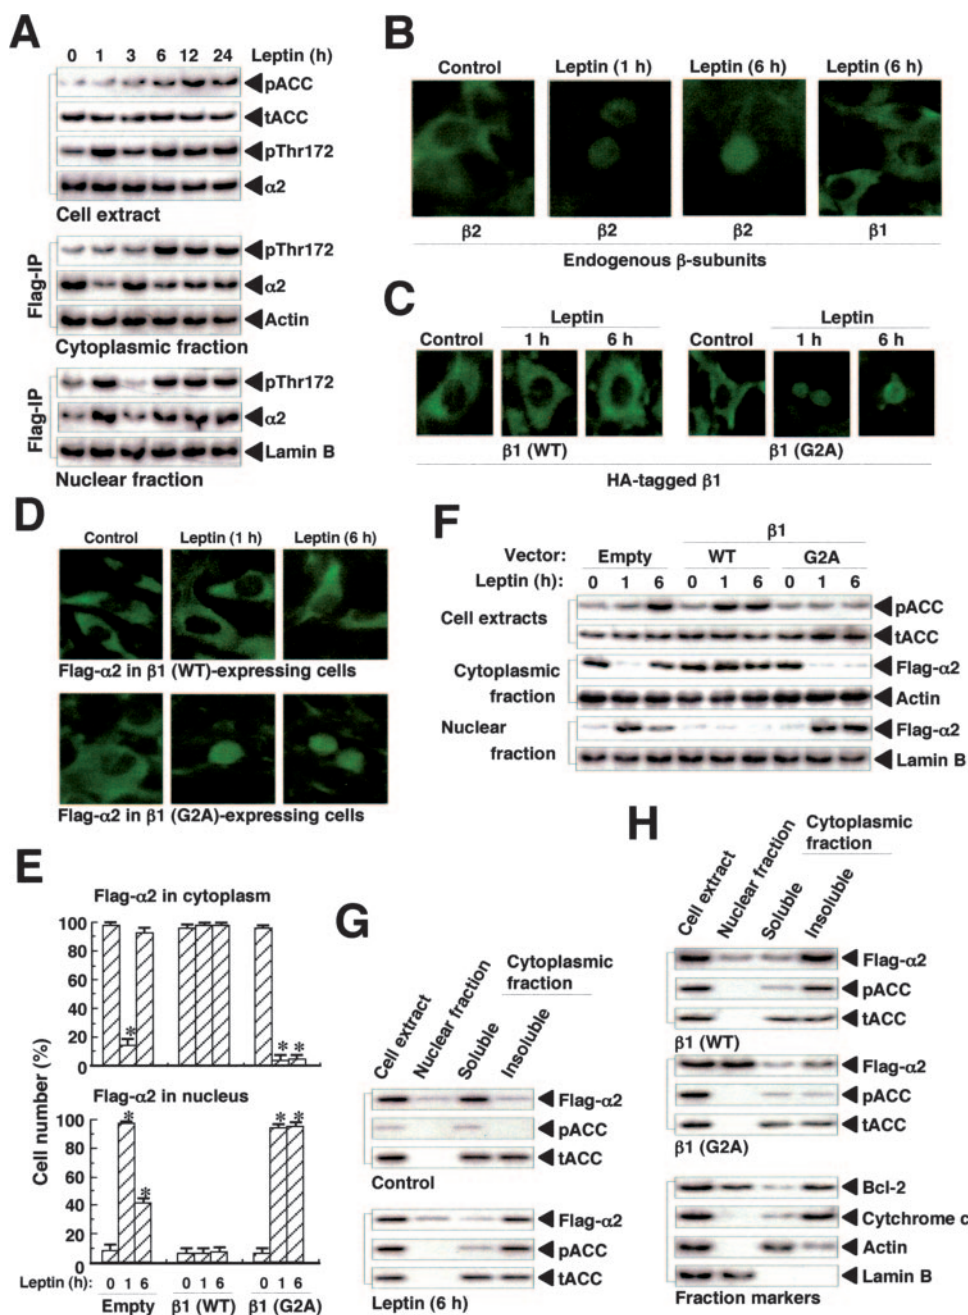 A
0 1 3 6 12 24 Leptin (h)
pACC
tACC
pThr172
α2
Cell extract
Flag-IP
pThr172
α2
Actin
Cytoplasmic fraction
Flag-IP
pThr172
α2
Lamin B
Nuclear fraction
B
Control Leptin (1 h) Leptin (6 h) Leptin (6 h)
β2 β2 β2 β1
Endogenous β-subunits
C
Leptin Leptin
Control 1 h 6 h Control 1 h 6 h
β1 (WT) β1 (G2A)
HA-tagged β1
D
Control Leptin (1 h) Leptin (6 h)
Flag-α2 in β1 (WT)-expressing cells
Flag-α2 in β1 (G2A)-expressing cells
E
Flag-α2 in cytoplasm
100
80
60
40
20
0
* * *
Flag-α2 in nucleus
100
80
60
40
20
0
* * * *
Cell number (%)
Leptin (h): 0 1 6 0 1 6 0 1 6
Empty β1 (WT) β1 (G2A)
F
β1
Vector: Empty WT G2A
Leptin (h): 0 1 6 0 1 6 0 1 6
Cell extracts
pACC
tACC
Cytoplasmic fraction
Flag-α2
Actin
Nuclear fraction
Flag-α2
Lamin B
G
Cytoplasmic fraction
Cell extract Nuclear fraction Soluble Insoluble
Flag-α2
pACC
tACC
Control
Flag-α2
pACC
tACC
Leptin (6 h)
H
Cytoplasmic fraction
Cell extract Nuclear fraction Soluble Insoluble
Flag-α2
pACC
tACC
β1 (WT)
Flag-α2
pACC
tACC
β1 (G2A)
Bcl-2
Cytchrome c
Actin
Lamin B
Fraction markers